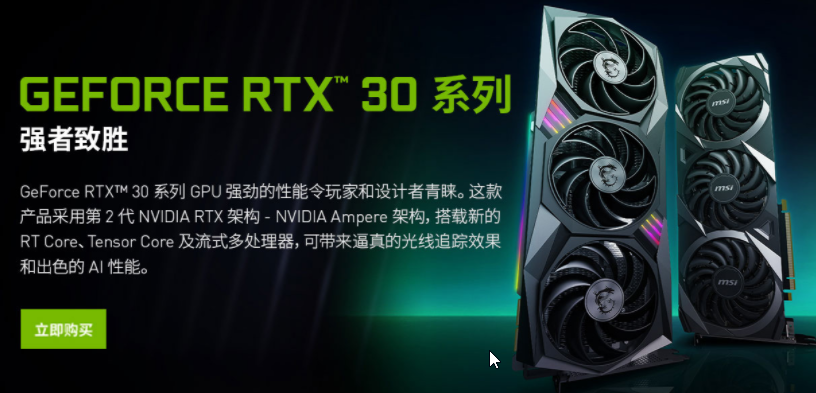 GEFORCE RTX™ 30 系列
强者致胜
GeForce RTX™ 30 系列 GPU 强劲的性能令玩家和设计者青睐。这款
产品采用第 2 代 NVIDIA RTX 架构 - NVIDIA Ampere 架构，搭载新的
RT Core、Tensor Core 及流式多处理器，可带来逼真的光线追踪效果
和出色的 AI 性能。
立即购买
msi
msi
msi